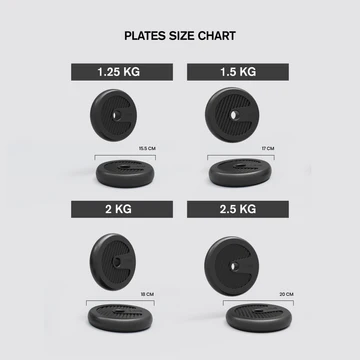 PLATES SIZE CHART
1.25 KG
1.5 KG
15.5 CM
17 CM
2 KG
2.5 KG
18 CM
20 CM